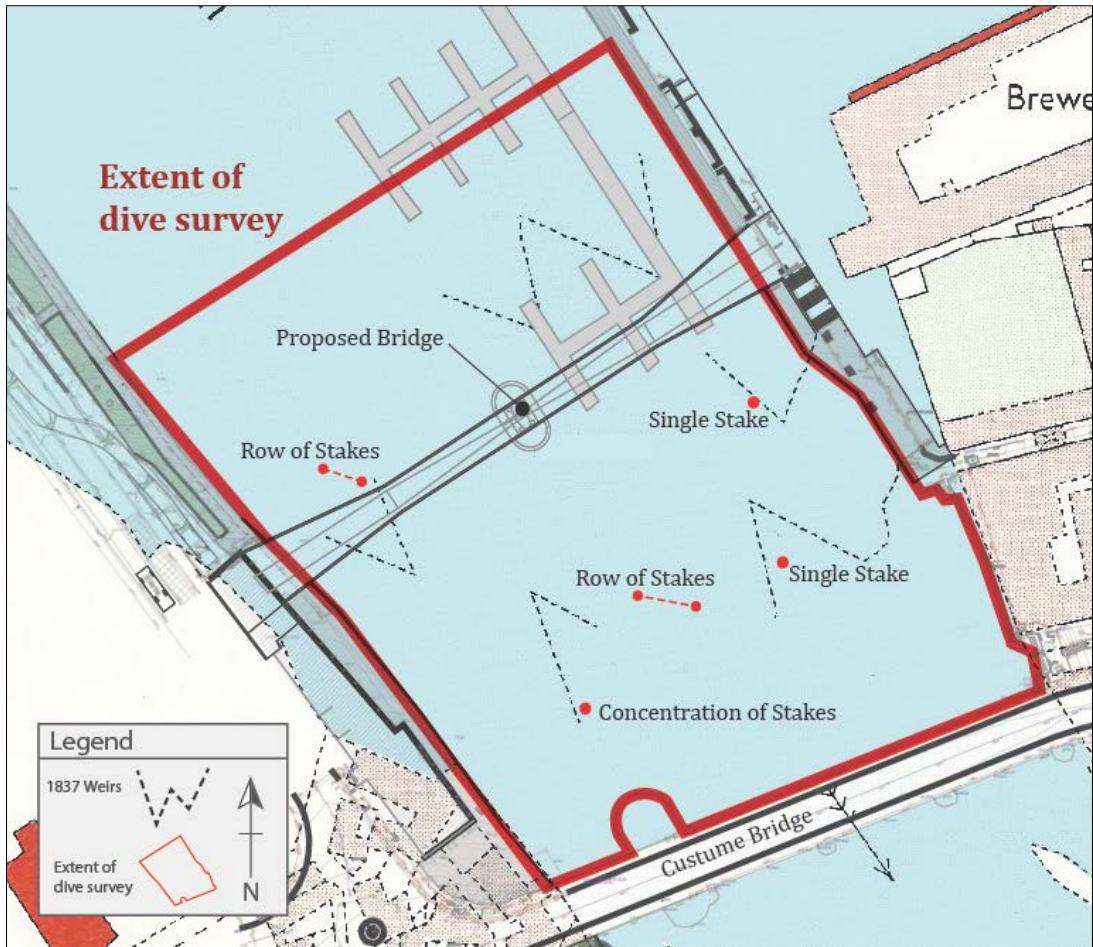 Brewe
Extent of
dive survey
Proposed Bridge
Single Stake
Row of Stakes
Single Stake
Row of Stakes
Concentration of Stakes
Custume Bridge
Legend
1837 Weirs
Extent of
dive survey
N